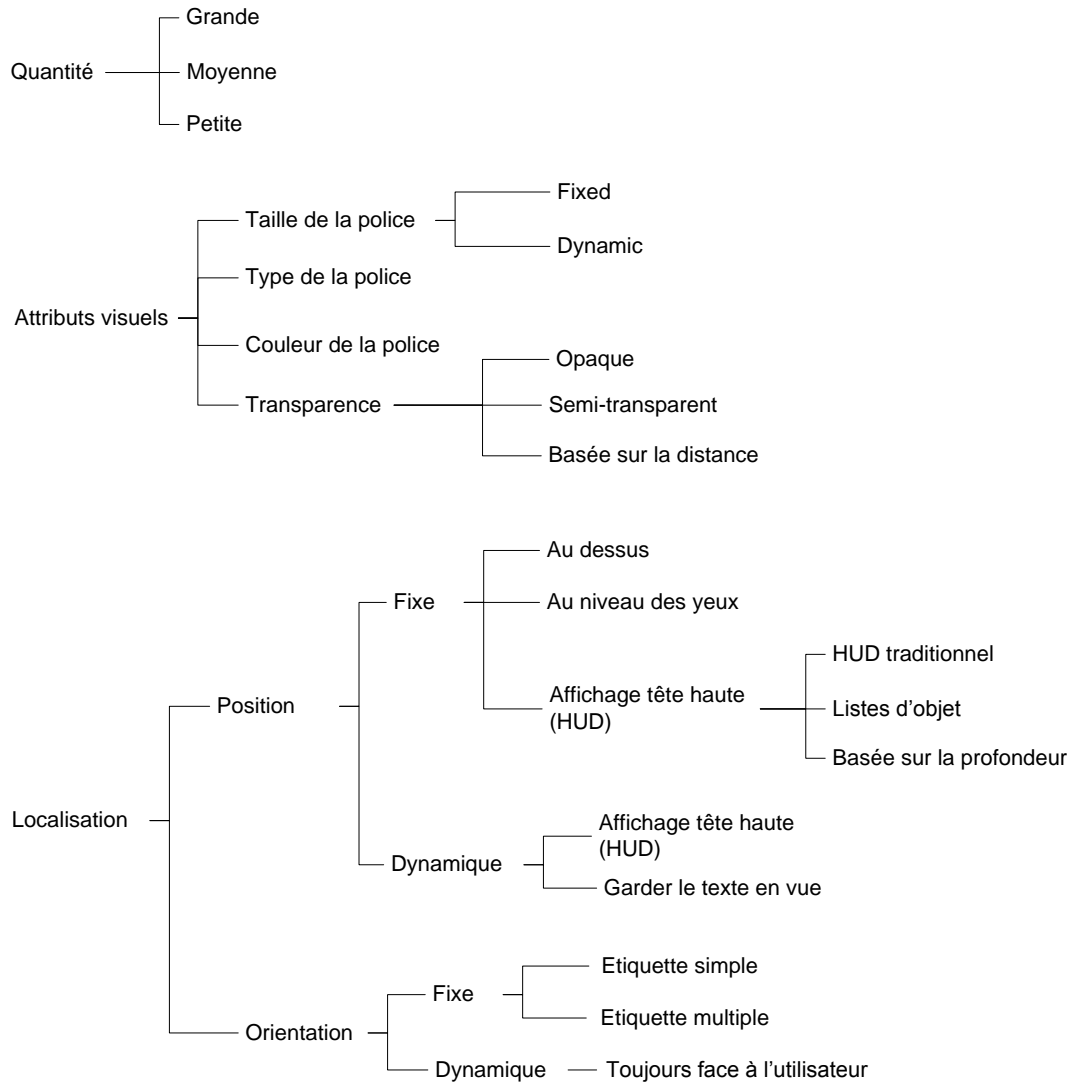 Grande
Quantité
Moyenne
Petite
Fixed
Taille de la police
Dynamic
Type de la police
Attributs visuels
Couleur de la police
Opaque
Transparence
Semi-transparent
Basée sur la distance
Au dessus
Fixe
Au niveau des yeux
HUD traditionnel
Affichage tête haute
(HUD)
Listes d’objet
Position
Basée sur la profondeur
Localisation
Affichage tête haute
(HUD)
Dynamique
Garder le texte en vue
Etiquette simple
Fixe
Etiquette multiple
Orientation
Dynamique
Toujours face à l’utilisateur